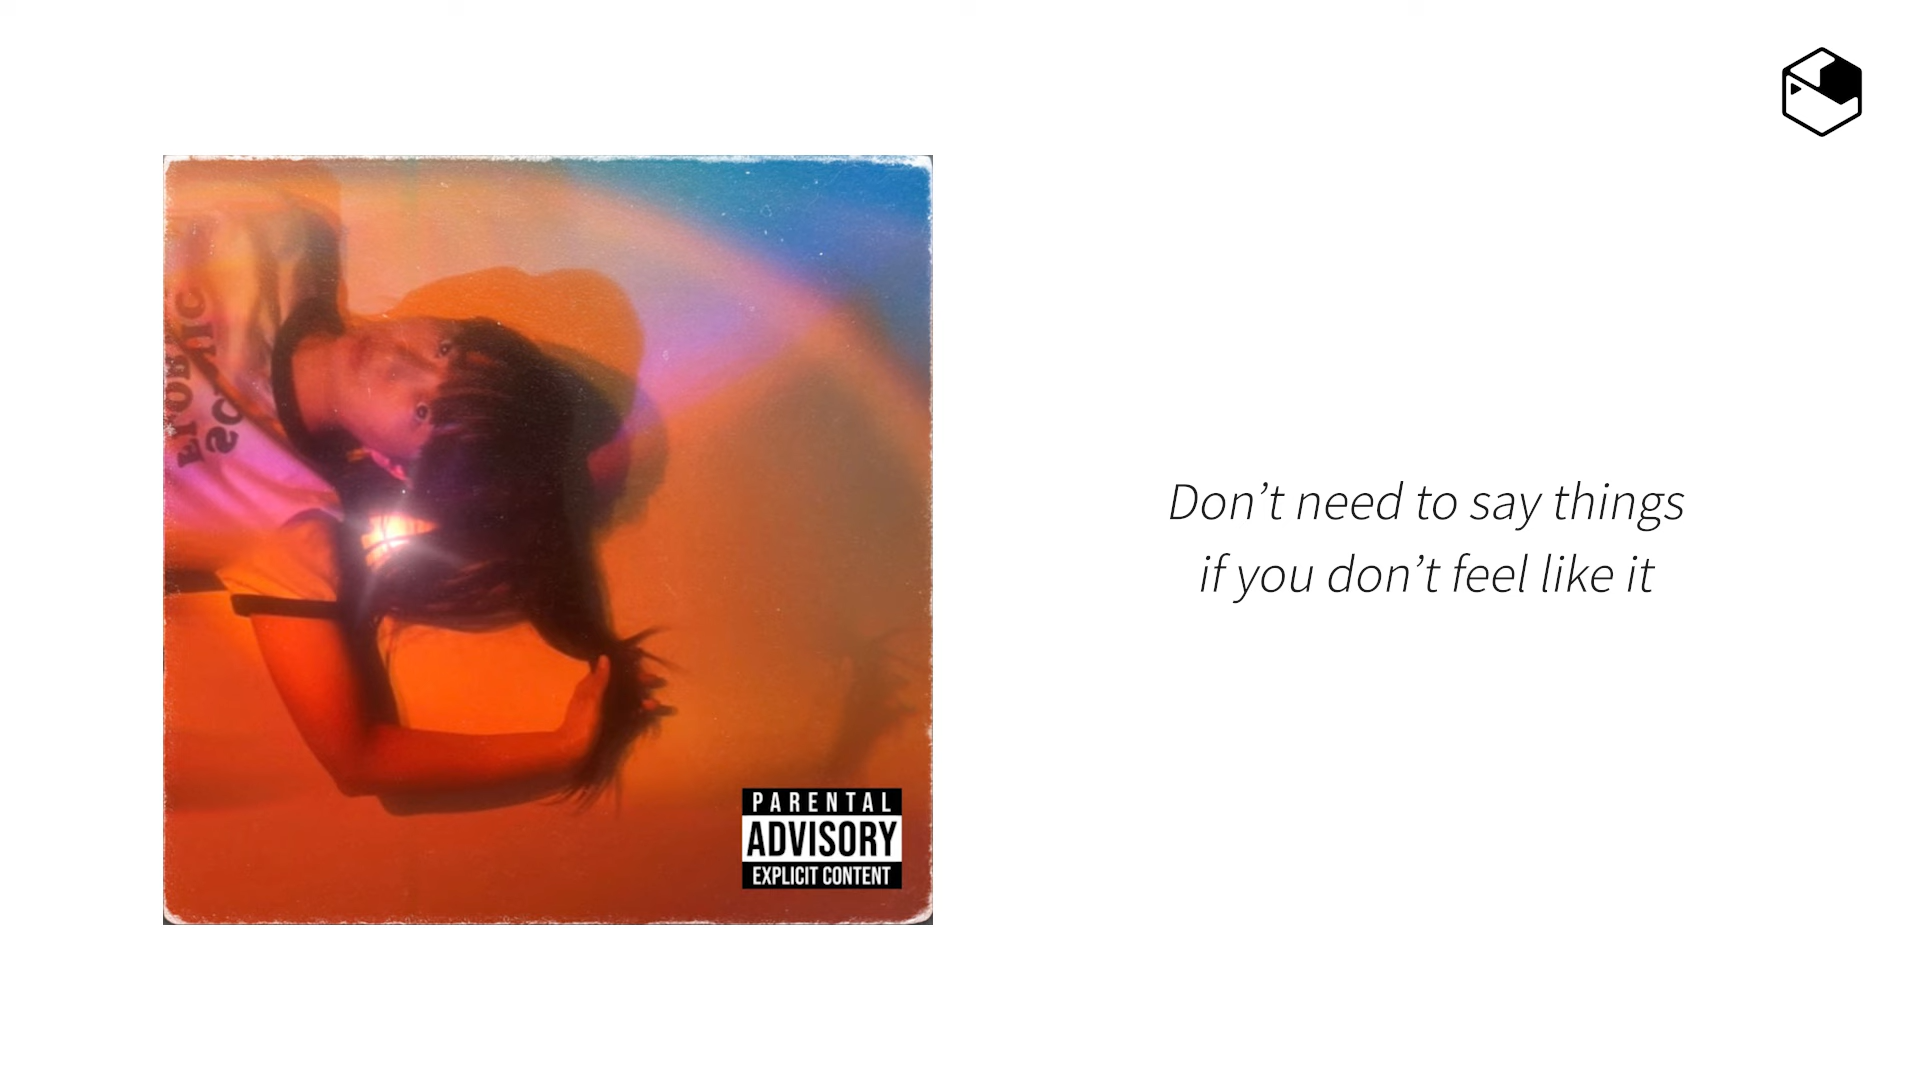 PARENTAL
ADVISORY
EXPLICIT CONTENT
Don’t need to say things
if you don’t feel like it